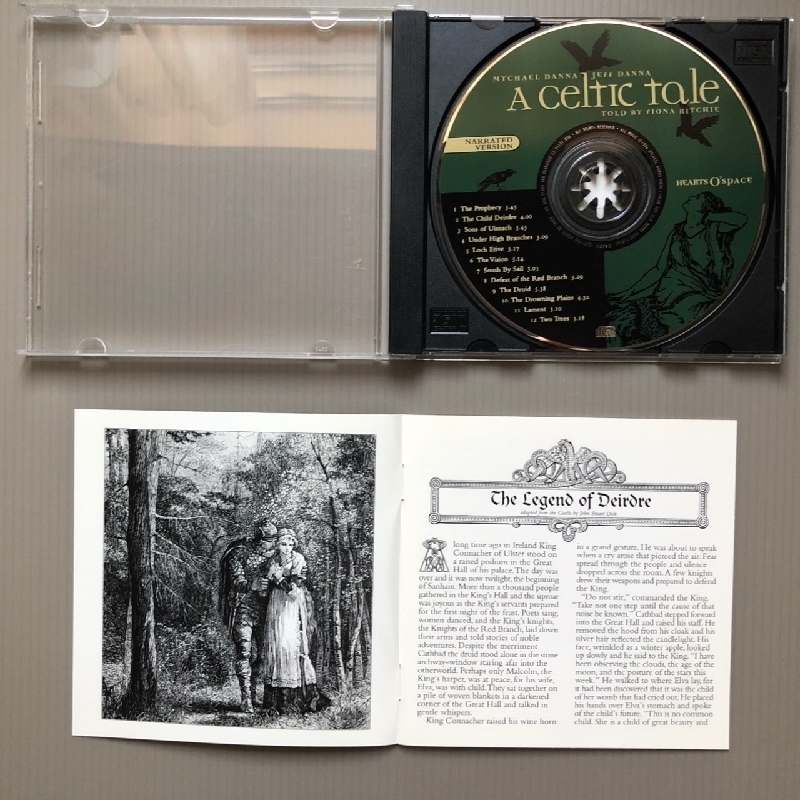 MYCHAEL DANNA JEFF DANNA
A celtic tale
TOLD BY FIONA RITCHIE
NARRATED
VERSION
HEARTS O'SPACE
1 The Prophecy 3.45
2 The Child Deirdre 4.00
3 Sons of Uisnach 3.45
4 Under High Branches 3.09
5 Loch Etive 3.17
6 The Vision 5.14
7 South By Sail 3.03
8 Defeat of the Red Branch 5.29
9 The Druid 5.38
10 The Drowning Plains 4.32
11 Lament 3.10
12 Two Trees 3.18
The Legend of Deirdre
adapted from the Gaelic by John Stuart Dick
A long time ago in Ireland King
Connacher of Ulster stood on
a raised podium in the Great
Hall of his palace. The day was
over and it was now twilight, the beginning
of Samhain. More than a thousand people
gathered in the King's Hall and the uproar
was joyous as the King's servants prepared
for the first night of the feast. Poets sang,
women danced, and the King's knights,
the Knights of the Red Branch, laid down
their arms and told stories of noble
adventures. Despite the merriment
Cathbad the druid stood alone in the stone
archway-window staring afar into the
otherworld. Perhaps only Malcolm, the
King's harper, was at peace, for his wife,
Elva, was with child. They sat together on
a pile of woven blankets in a darkened
corner of the Great Hall and talked in
gentle whispers.
King Connacher raised his wine horn
in a grand gesture. He was about to speak
when a cry arose that pierced the air. Fear
spread through the people and silence
dropped across the room. A few knights
drew their weapons and prepared to defend
the King.
"Do not stir," commanded the King.
"Take not one step until the cause of that
noise be known." Cathbad stepped forward
into the Great Hall and raised his staff. He
removed the hood from his cloak and his
silver hair reflected the candlelight. His
face, wrinkled as a winter apple, looked
up slowly and he said to the King. "I have
been observing the clouds, the age of the
moon, and the posture of the stars this
week." He walked to where Elva lay, for
it had been discovered that it was the child
of her womb that had cried out. He placed
his hands over Elva's stomach and spoke
of the child's future. "This is no common
child. She is a child of great beauty and